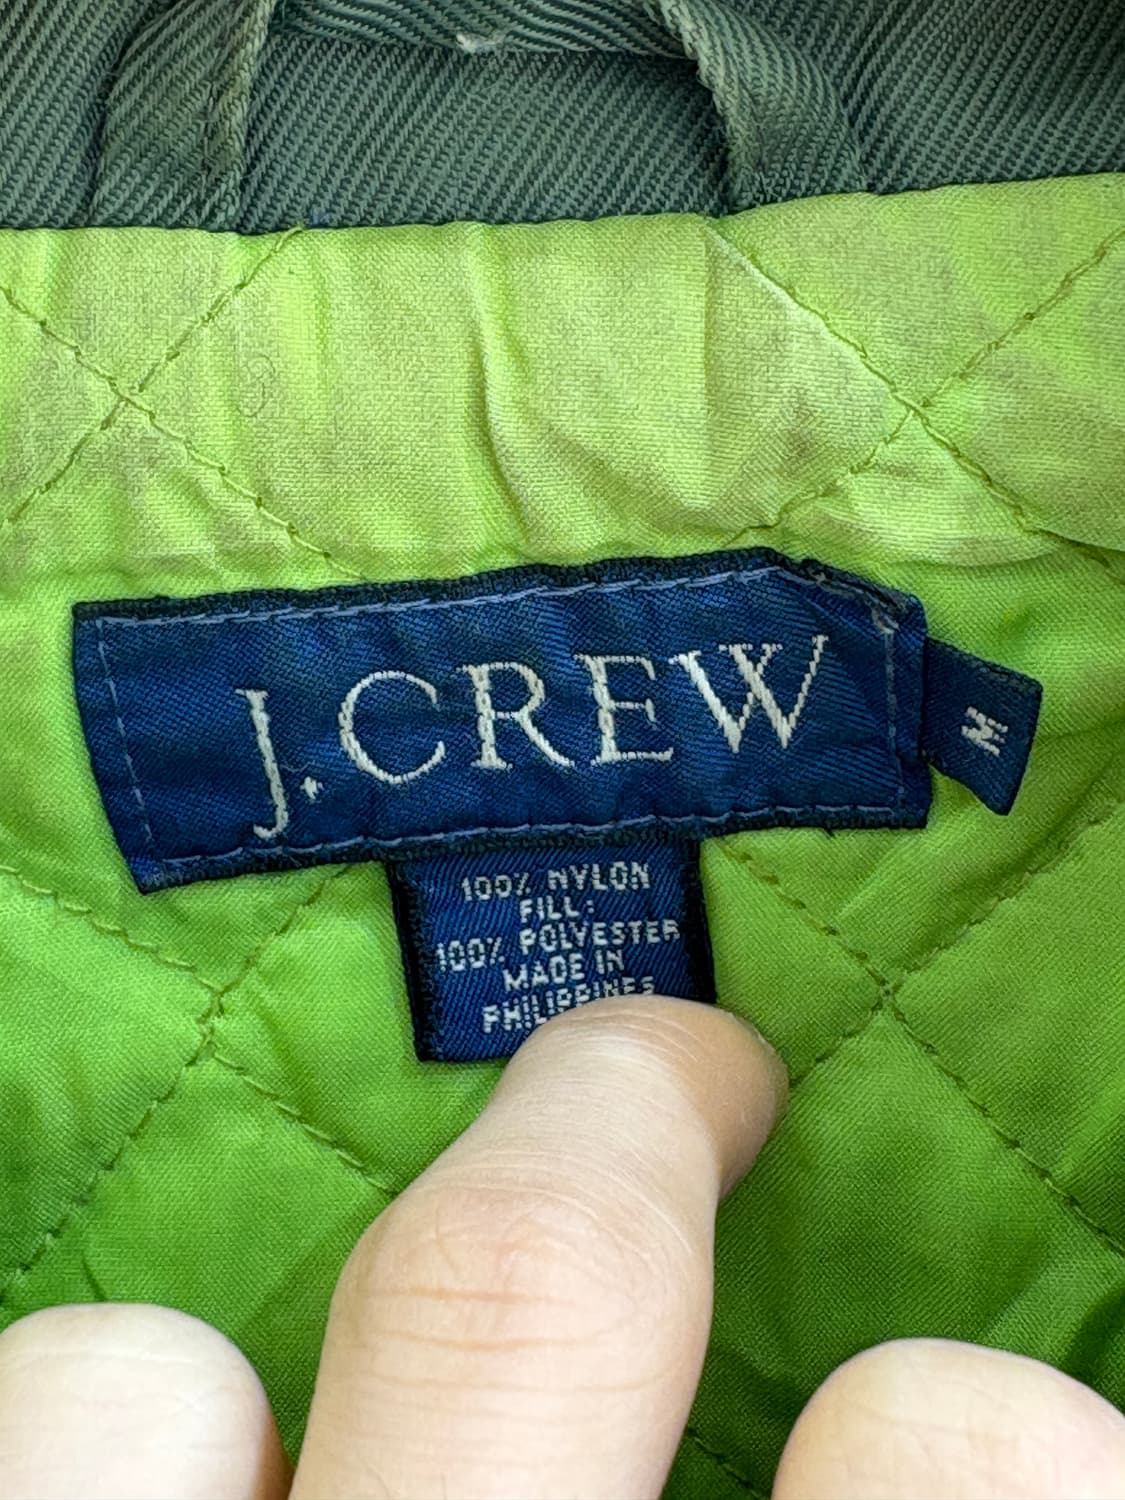 J.CREW
M
100% NYLON
FILL:
100% POLYESTER
MADE IN
PHILIPPINES